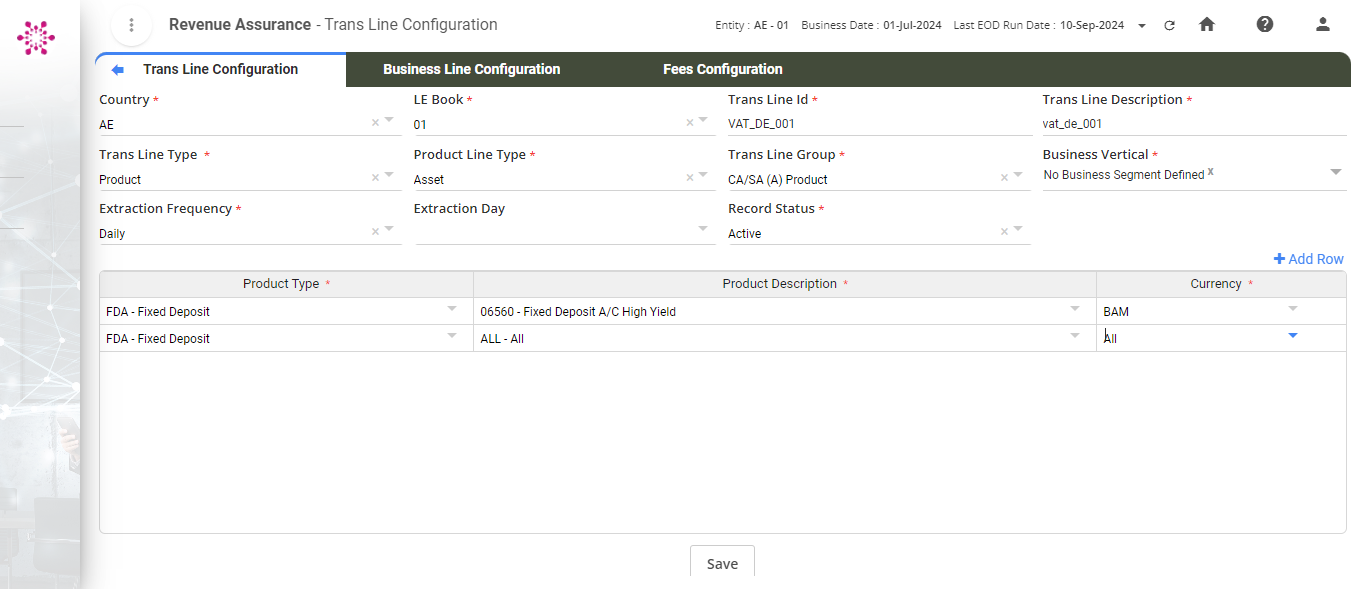 Revenue Assurance - Trans Line Configuration
Entity : AE - 01 Business Date : 01-Jul-2024 Last EOD Run Date : 10-Sep-2024
Trans Line Configuration Business Line Configuration Fees Configuration
Country * LE Book * Trans Line Id * Trans Line Description *
AE × 01 × VAT_DE_001 vat_de_001
Trans Line Type * Product Line Type * Trans Line Group * Business Vertical *
Product × Asset × CA/SA (A) Product × No Business Segment Defined x
Extraction Frequency * Extraction Day Record Status *
Daily × Active ×
+ Add Row
Product Type * Product Description * Currency *
FDA - Fixed Deposit 06560 - Fixed Deposit A/C High Yield BAM
FDA - Fixed Deposit ALL - All All
Save